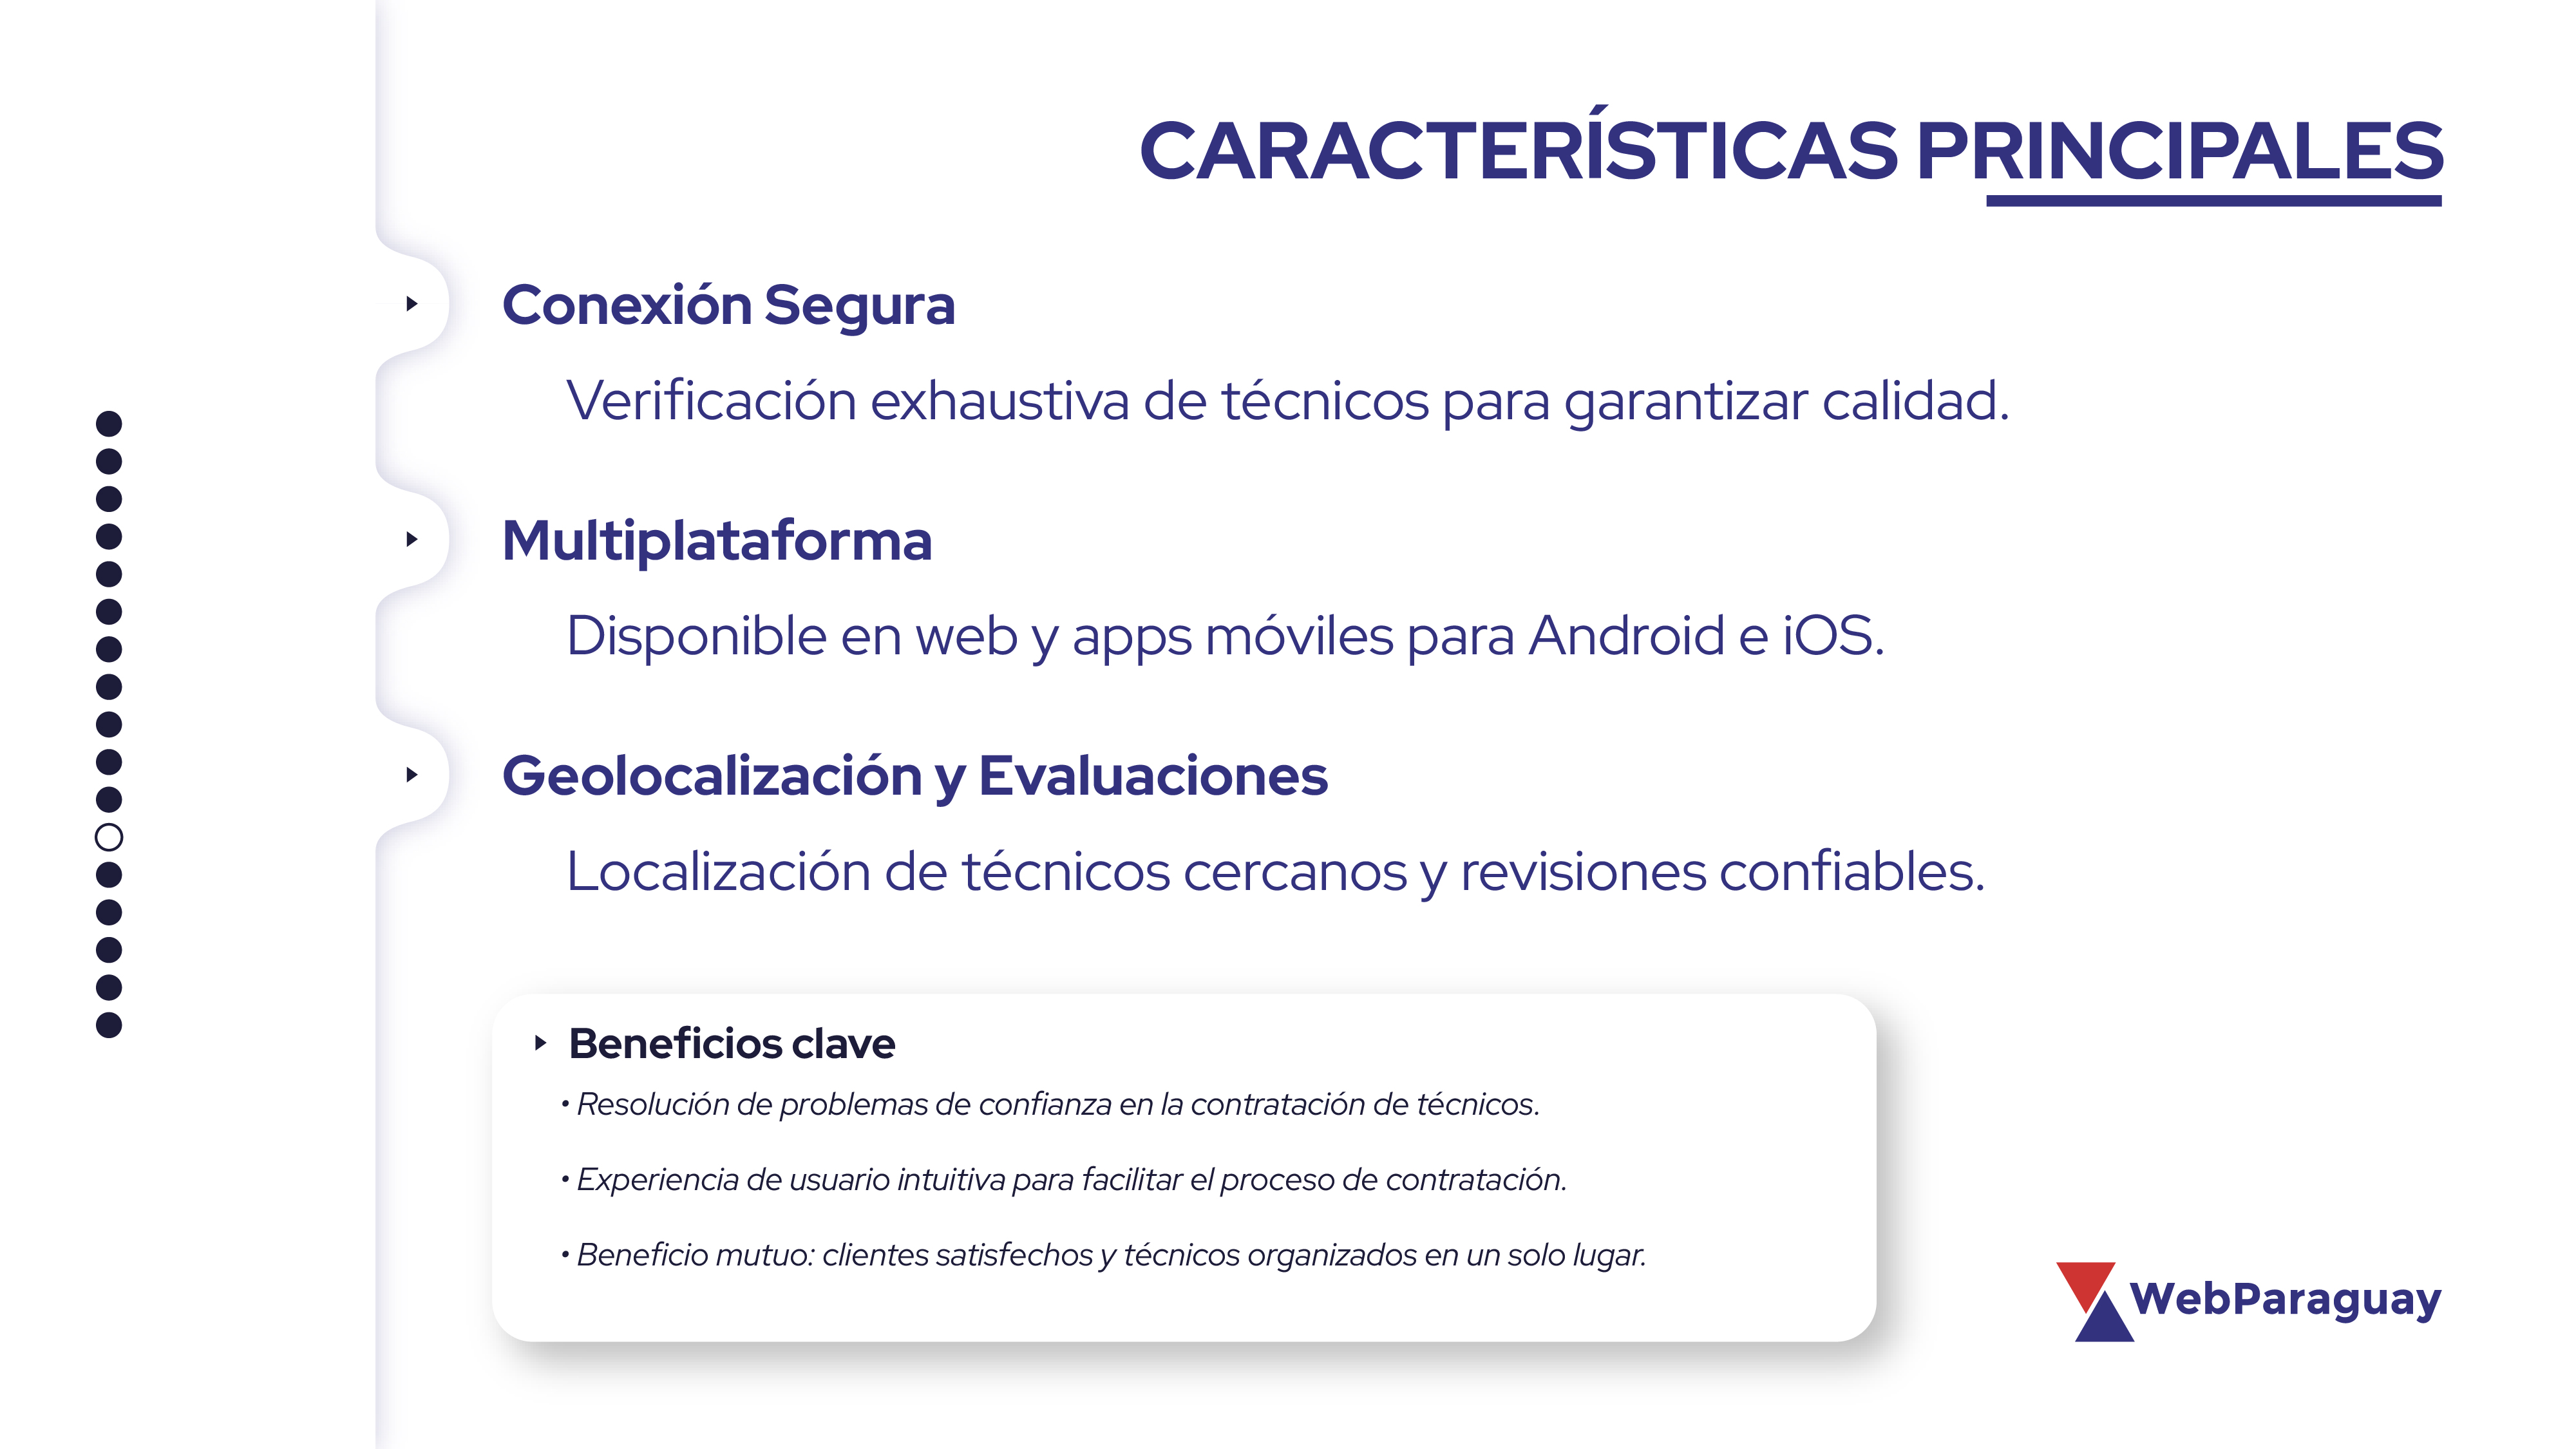 CARACTERÍSTICAS PRINCIPALES
Conexión Segura
Verificación exhaustiva de técnicos para garantizar calidad.
Multiplataforma
Disponible en web y apps móviles para Android e iOS.
Geolocalización y Evaluaciones
Localización de técnicos cercanos y revisiones confiables.
Beneficios clave
• Resolución de problemas de confianza en la contratación de técnicos.
• Experiencia de usuario intuitiva para facilitar el proceso de contratación.
• Beneficio mutuo: clientes satisfechos y técnicos organizados en un solo lugar.
WebParaguay